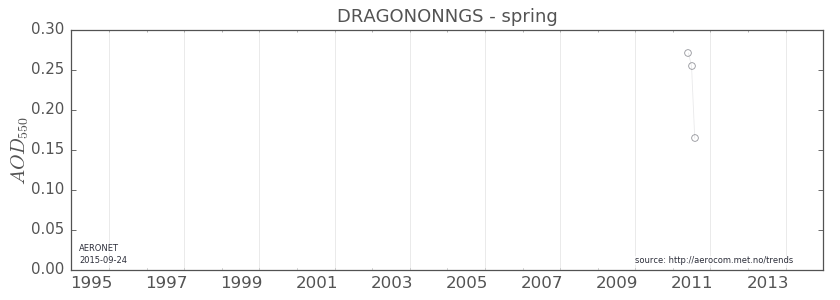 DRAGONONNGS - spring
0.30
0.25
0.20
0.15
0.10
0.05
0.00
AOD550
AERONET
2015-09-24
source: http://aerocom.met.no/trends
1995 1997 1999 2001 2003 2005 2007 2009 2011 2013